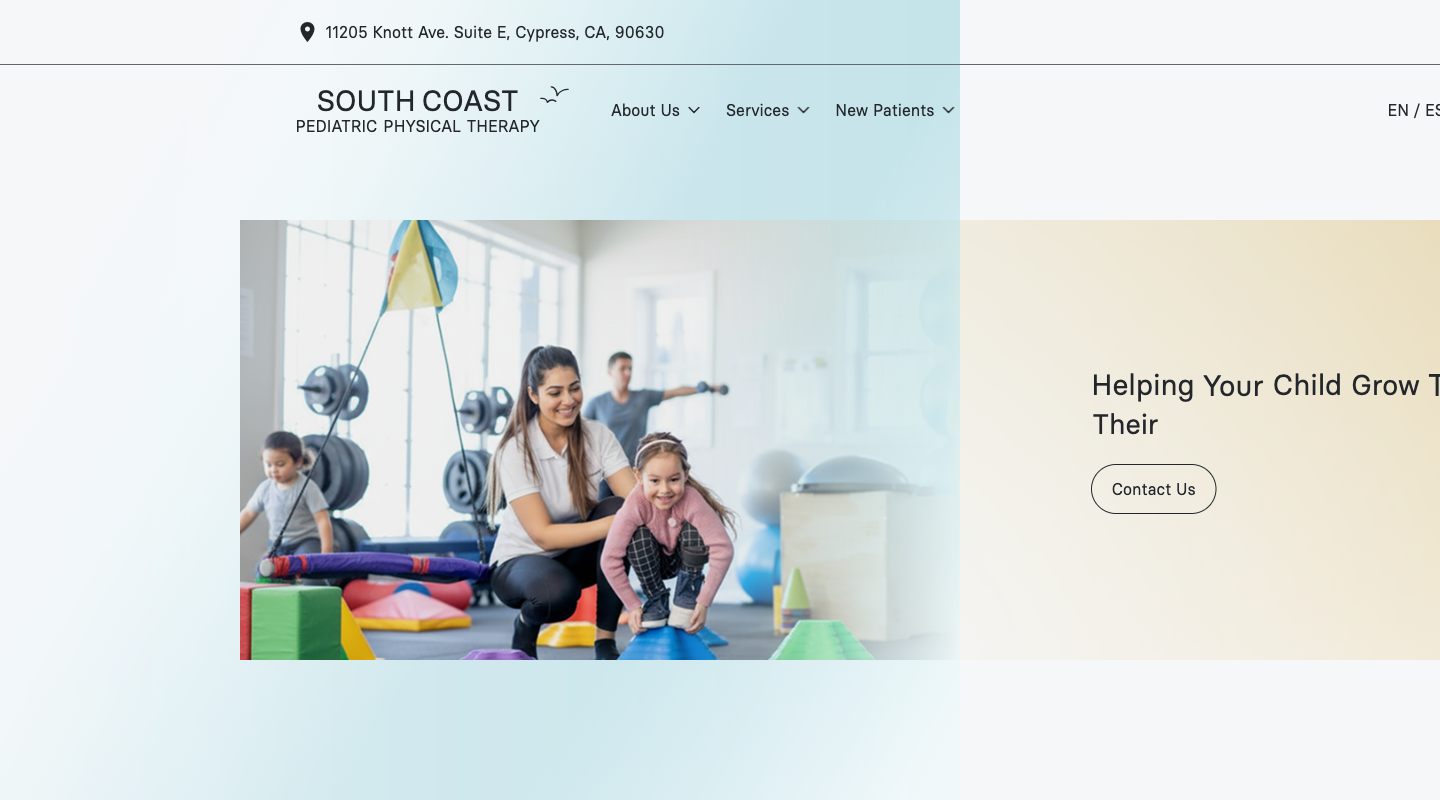 11205 Knott Ave. Suite E, Cypress, CA, 90630
SOUTH COAST
PEDIATRIC PHYSICAL THERAPY
About Us
Services
New Patients
EN / ES
Helping Your Child Grow T
Their
Contact Us